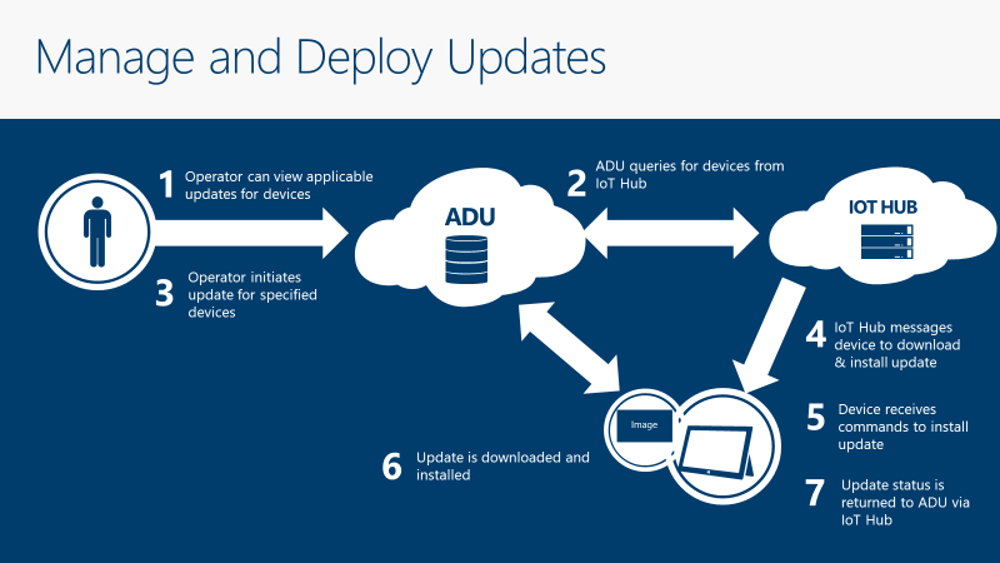 Manage and Deploy Updates
1
Operator can view applicable
updates for devices
2
ADU queries for devices from
IoT Hub
ADU
IOT HUB
3
Operator initiates
update for specified
devices
4
IoT Hub messages
device to download
& install update
5
Device receives
commands to install
update
Image
6
Update is downloaded and
installed
7
Update status is
returned to ADU via
IoT Hub